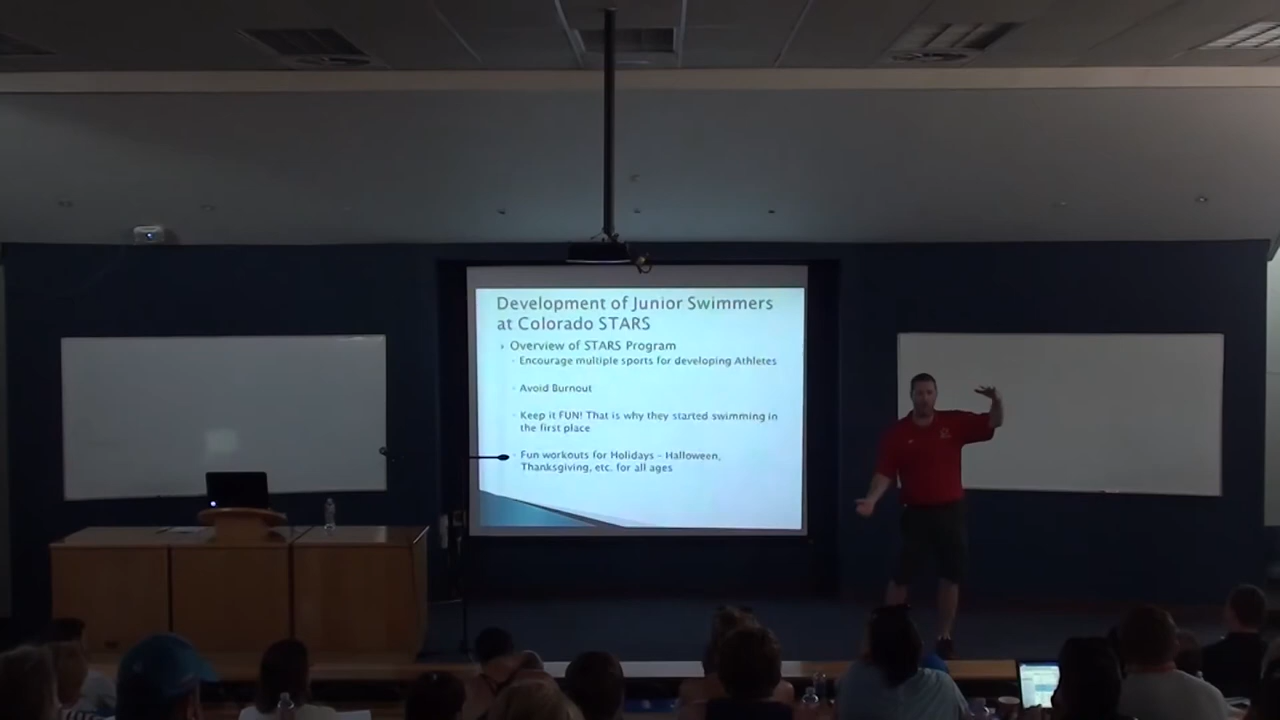 Development of Junior Swimmers
at Colorado STARS
Overview of STARS Program
Encourage multiple sports for developing Athletes
Avoid Burnout
Keep it FUN! That is why they started swimming in
the first place
Fun workouts for Holidays - Halloween,
Thanksgiving, etc. for all ages